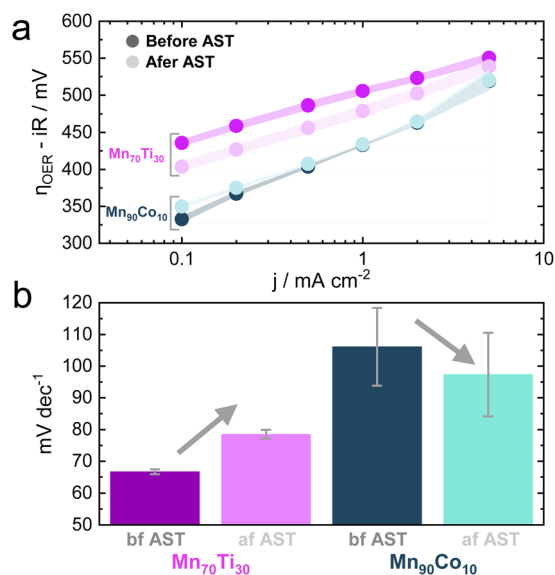 a
600
550
500
450
400
350
300
η_OER - iR / mV
Before AST
Afer AST
Mn₇₀Ti₃₀
Mn₉₀Co₁₀
0.1
1
10
j / mA cm⁻²
b
120
110
100
90
80
70
60
50
mV dec⁻¹
bf AST
af AST
bf AST
af AST
Mn₇₀Ti₃₀
Mn₉₀Co₁₀